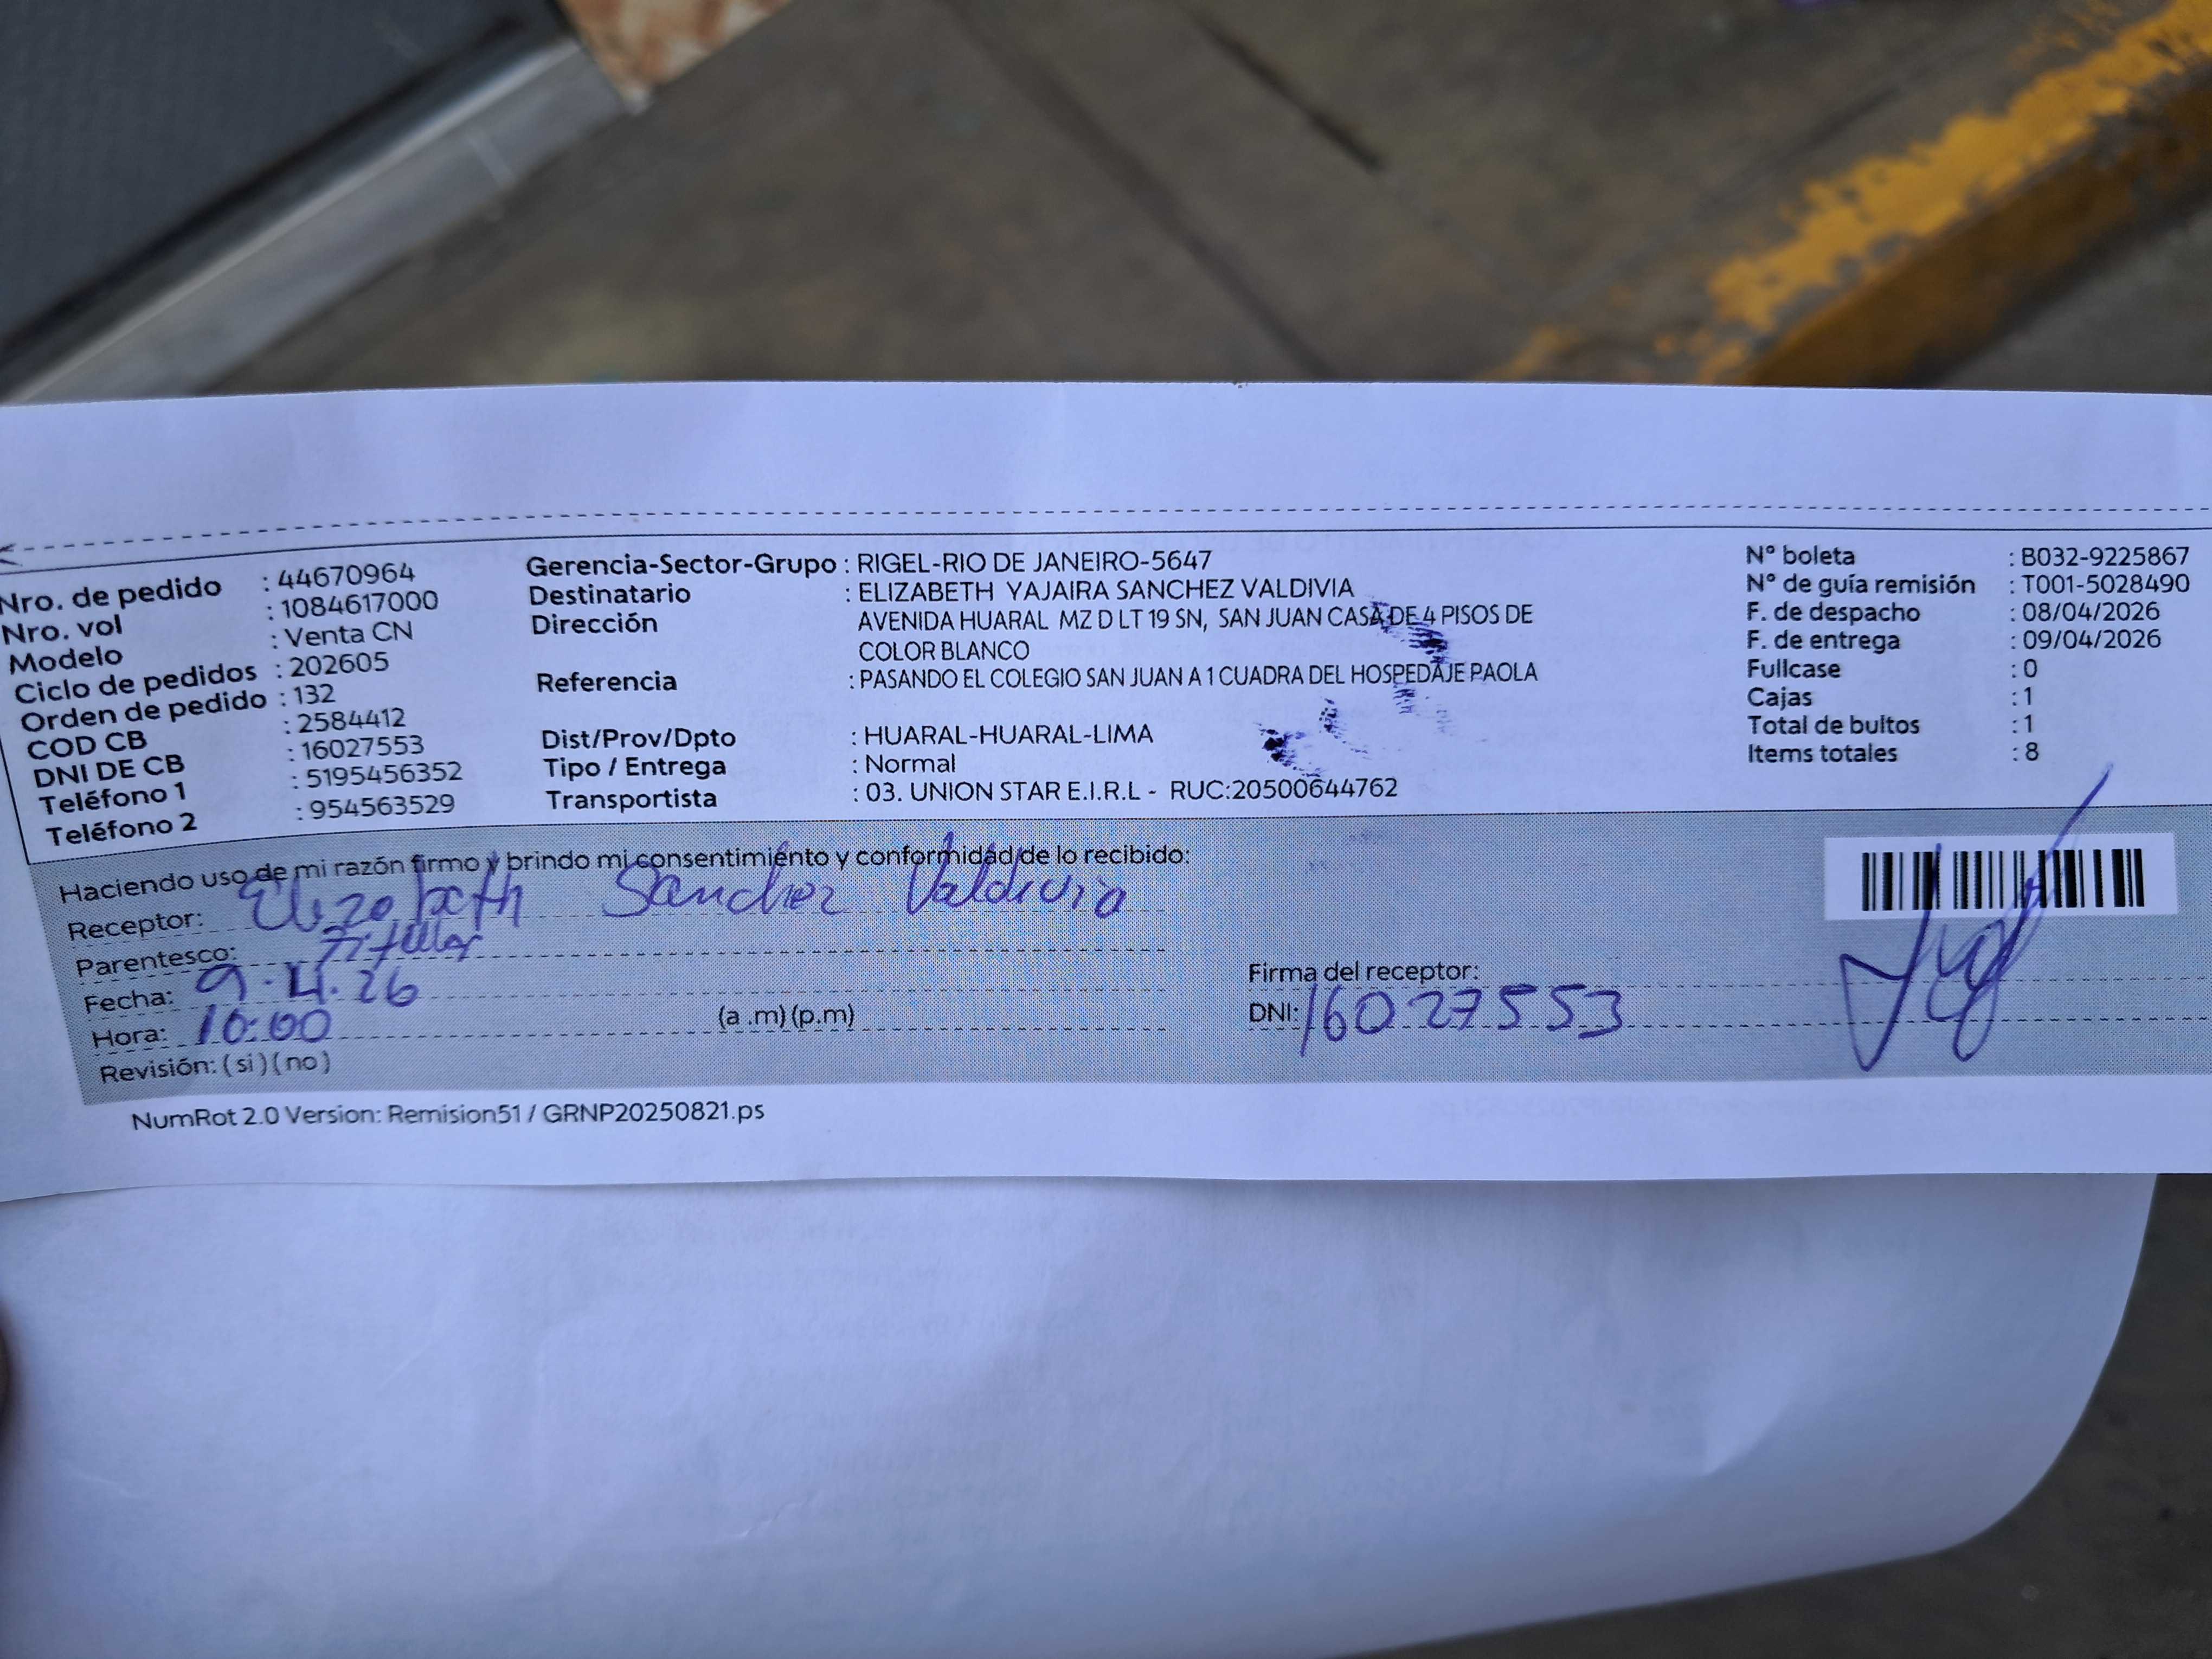 Nro. de pedido : 44670964
Nro. vol : 1084617000
Modelo : Venta CN
Ciclo de pedidos : 202605
Orden de pedido : 132
COD CB : 2584412
DNI DE CB : 16027553
Teléfono 1 : 5195456352
Teléfono 2 : 954563529
Gerencia-Sector-Grupo : RIGEL-RIO DE JANEIRO-5647
Destinatario : ELIZABETH YAJAIRA SANCHEZ VALDIVIA
Dirección AVENIDA HUARAL MZ D LT 19 SN, SAN JUAN CASA DE 4 PISOS DE
COLOR BLANCO
Referencia : PASANDO EL COLEGIO SAN JUAN A 1 CUADRA DEL HOSPEDAJE PAOLA
Dist/Prov/Dpto : HUARAL-HUARAL-LIMA
Tipo / Entrega : Normal
Transportista : 03. UNION STAR E.I.R.L - RUC:20500644762
N° boleta : B032-9225867
N° de guía remisión : T001-5028490
F. de despacho : 08/04/2026
F. de entrega : 09/04/2026
Fullcase : 0
Cajas : 1
Total de bultos : 1
Items totales : 8
Haciendo uso de mi razón firmo y brindo mi consentimiento y conformidad de lo recibido:
Receptor: Elizabeth Sanchez Valdivia
Parentesco: Titular
Fecha: 9.4.26
Hora: 10:00 (a .m) (p.m)
Revisión: ( si ) ( no )
Firma del receptor:
DNI: 16027553
NumRot 2.0 Version: Remision51 / GRNP20250821.ps